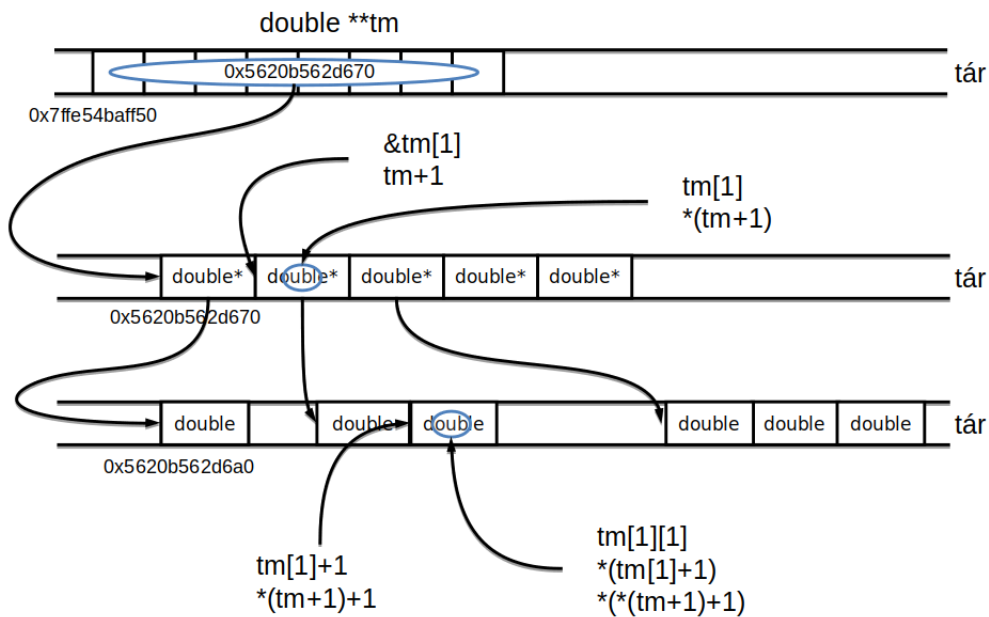 double **tm
0x5620b562d670
tár
0x7ffe54baff50
&tm[1]
tm+1
tm[1]
*(tm+1)
double* double* double* double* double*
tár
0x5620b562d670
double double double double double double
tár
0x5620b562d6a0
tm[1]+1
*(tm+1)+1
tm[1][1]
*(tm[1]+1)
*(*(tm+1)+1)